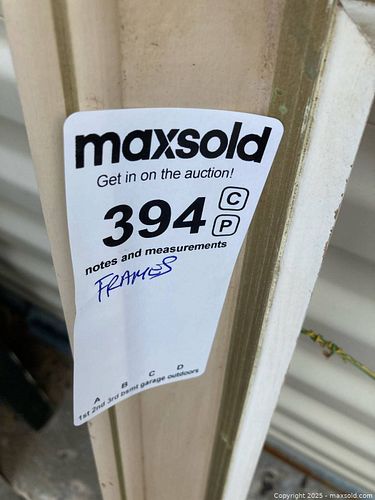 maxsold
Get in on the auction!
394 C
P
notes and measurements
FRAMES
A B C D
1st 2nd 3rd bsmt garage outdoors
Copyright 2025 - maxsold.com